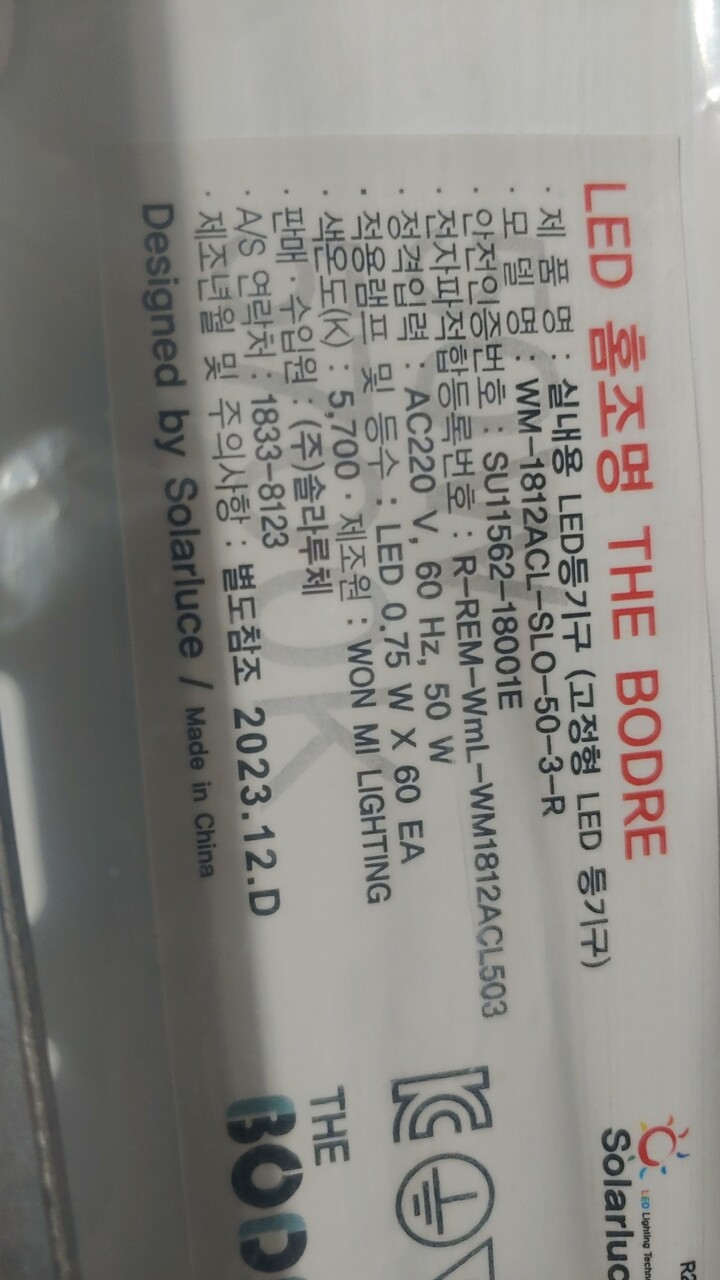 LED 홈조명 THE BODRE
· 제 품 명 : 실내용 LED등기구 (고정형 LED 등기구)
· 모 델 명 : WM-1812ACL-SLO-50-3-R
· 안전인증번호 : SU11562-18001E
· 전자파적합등록번호 : R-REM-WmL-WM1812ACL503
· 정격입력 : AC220 V, 60 Hz, 50 W
· 적용램프 및 등수 : LED 0.75 W X 60 EA
· 색온도(K) : 5,700 · 제조원 : WON MI LIGHTING
· 판매 · 수입원 : (주)솔라루체
· A/S 연락처 : 1833-8123
· 제조년월 및 주의사항 : 별도참조 2023.12.D
Designed by Solarluce / Made in China
LED Lighting
Solarluc
THE
BOD